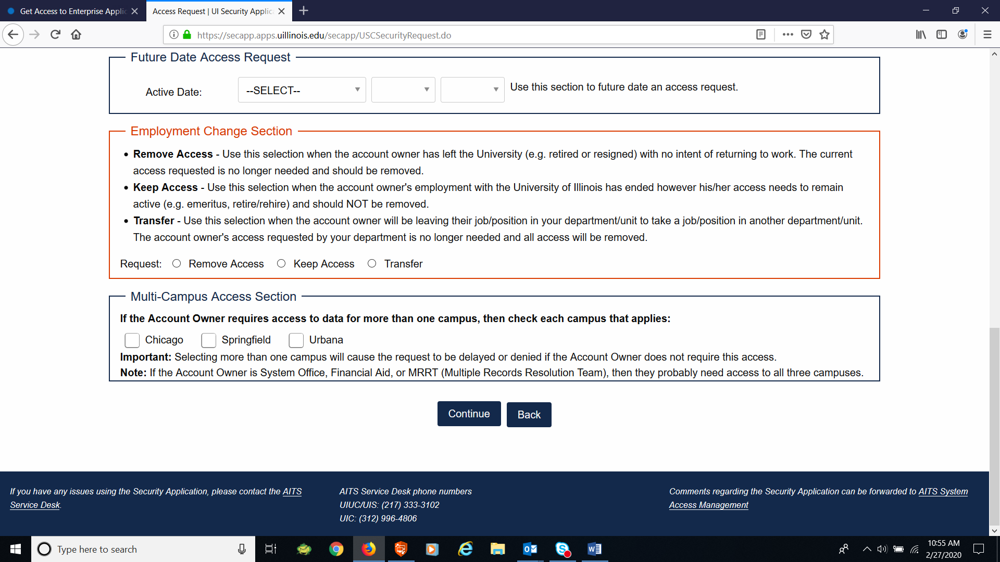 Get Access to Enterprise Applic
Access Request | UI Security Applic
https://secapp.apps.uillinois.edu/secapp/USCSecurityRequest.do
Future Date Access Request
Active Date:
--SELECT--
Use this section to future date an access request.
Employment Change Section
• Remove Access - Use this selection when the account owner has left the University (e.g. retired or resigned) with no intent of returning to work. The current
access requested is no longer needed and should be removed.
• Keep Access - Use this selection when the account owner's employment with the University of Illinois has ended however his/her access needs to remain
active (e.g. emeritus, retire/rehire) and should NOT be removed.
• Transfer - Use this selection when the account owner will be leaving their job/position in your department/unit to take a job/position in another department/unit.
The account owner's access requested by your department is no longer needed and all access will be removed.
Request: Remove Access Keep Access Transfer
Multi-Campus Access Section
If the Account Owner requires access to data for more than one campus, then check each campus that applies:
Chicago Springfield Urbana
Important: Selecting more than one campus will cause the request to be delayed or denied if the Account Owner does not require this access.
Note: If the Account Owner is System Office, Financial Aid, or MRRT (Multiple Records Resolution Team), then they probably need access to all three campuses.
Continue
Back
If you have any issues using the Security Application, please contact the AITS
Service Desk.
AITS Service Desk phone numbers
UIUC/UIS: (217) 333-3102
UIC: (312) 996-4806
Comments regarding the Security Application can be forwarded to AITS System
Access Management
Type here to search
10:55 AM
2/27/2020